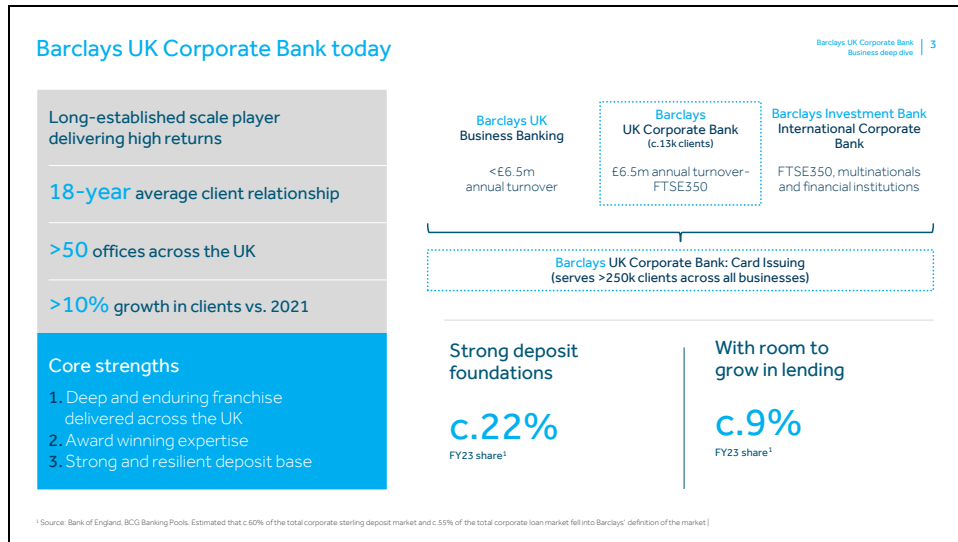 Barclays UK Corporate Bank today
Barclays UK Corporate Bank
Business deep dive
3
Long-established scale player
delivering high returns
18-year average client relationship
>50 offices across the UK
>10% growth in clients vs. 2021
Core strengths
1. Deep and enduring franchise
delivered across the UK
2. Award winning expertise
3. Strong and resilient deposit base
Barclays UK
Business Banking
<£6.5m
annual turnover
Barclays
UK Corporate Bank
(c.13k clients)
£6.5m annual turnover-
FTSE350
Barclays Investment Bank
International Corporate
Bank
FTSE350, multinationals
and financial institutions
Barclays UK Corporate Bank: Card Issuing
(serves >250k clients across all businesses)
Strong deposit
foundations
c.22%
FY23 share¹
With room to
grow in lending
c.9%
FY23 share¹
¹ Source: Bank of England, BCG Banking Pools. Estimated that c.60% of the total corporate sterling deposit market and c.55% of the total corporate loan market fell into Barclays' definition of the market |